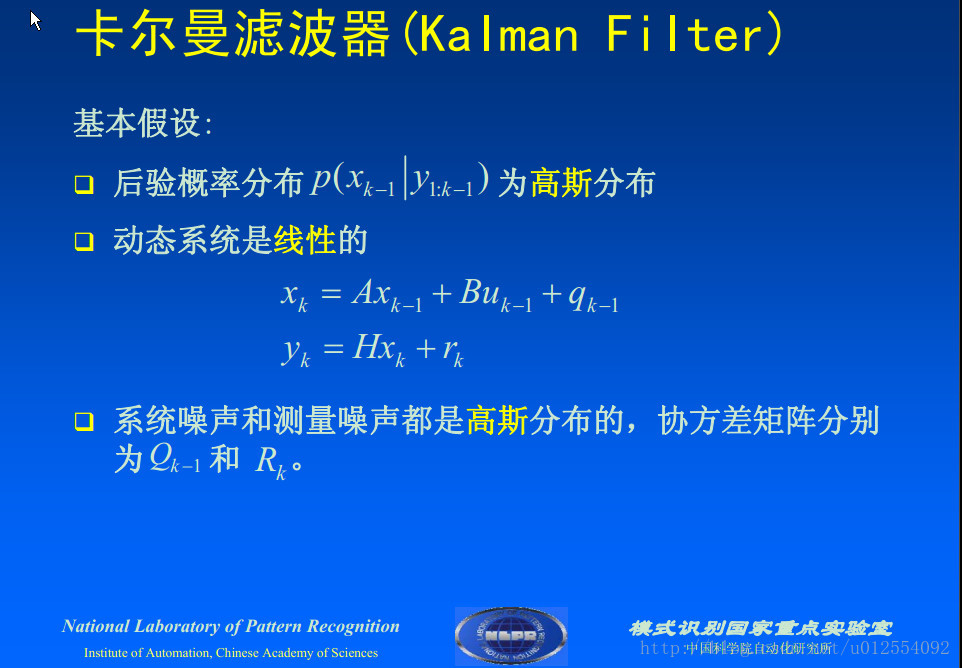 卡尔曼滤波器(Kalman Filter)
基本假设:
❑ 后验概率分布 p(x_{k-1}|y_{1:k-1}) 为高斯分布
❑ 动态系统是线性的
x_k = Ax_{k-1} + Bu_{k-1} + q_{k-1}
y_k = Hx_k + r_k
❑ 系统噪声和测量噪声都是高斯分布的，协方差矩阵分别
为 Q_{k-1} 和 R_k。
National Laboratory of Pattern Recognition
Institute of Automation, Chinese Academy of Sciences
NLPR
模式识别国家重点实验室
中国科学院自动化研究所